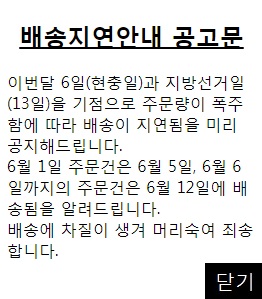 배송지연안내 공고문
이번달 6일(현충일)과 지방선거일
(13일)을 기점으로 주문량이 폭주
함에 따라 배송이 지연됨을 미리
공지해드립니다.
6월 1일 주문건은 6월 5일, 6월 6
일까지의 주문건은 6월 12일에 배
송됨을 알려드립니다.
배송에 차질이 생겨 머리숙여 죄송
합니다.
닫기